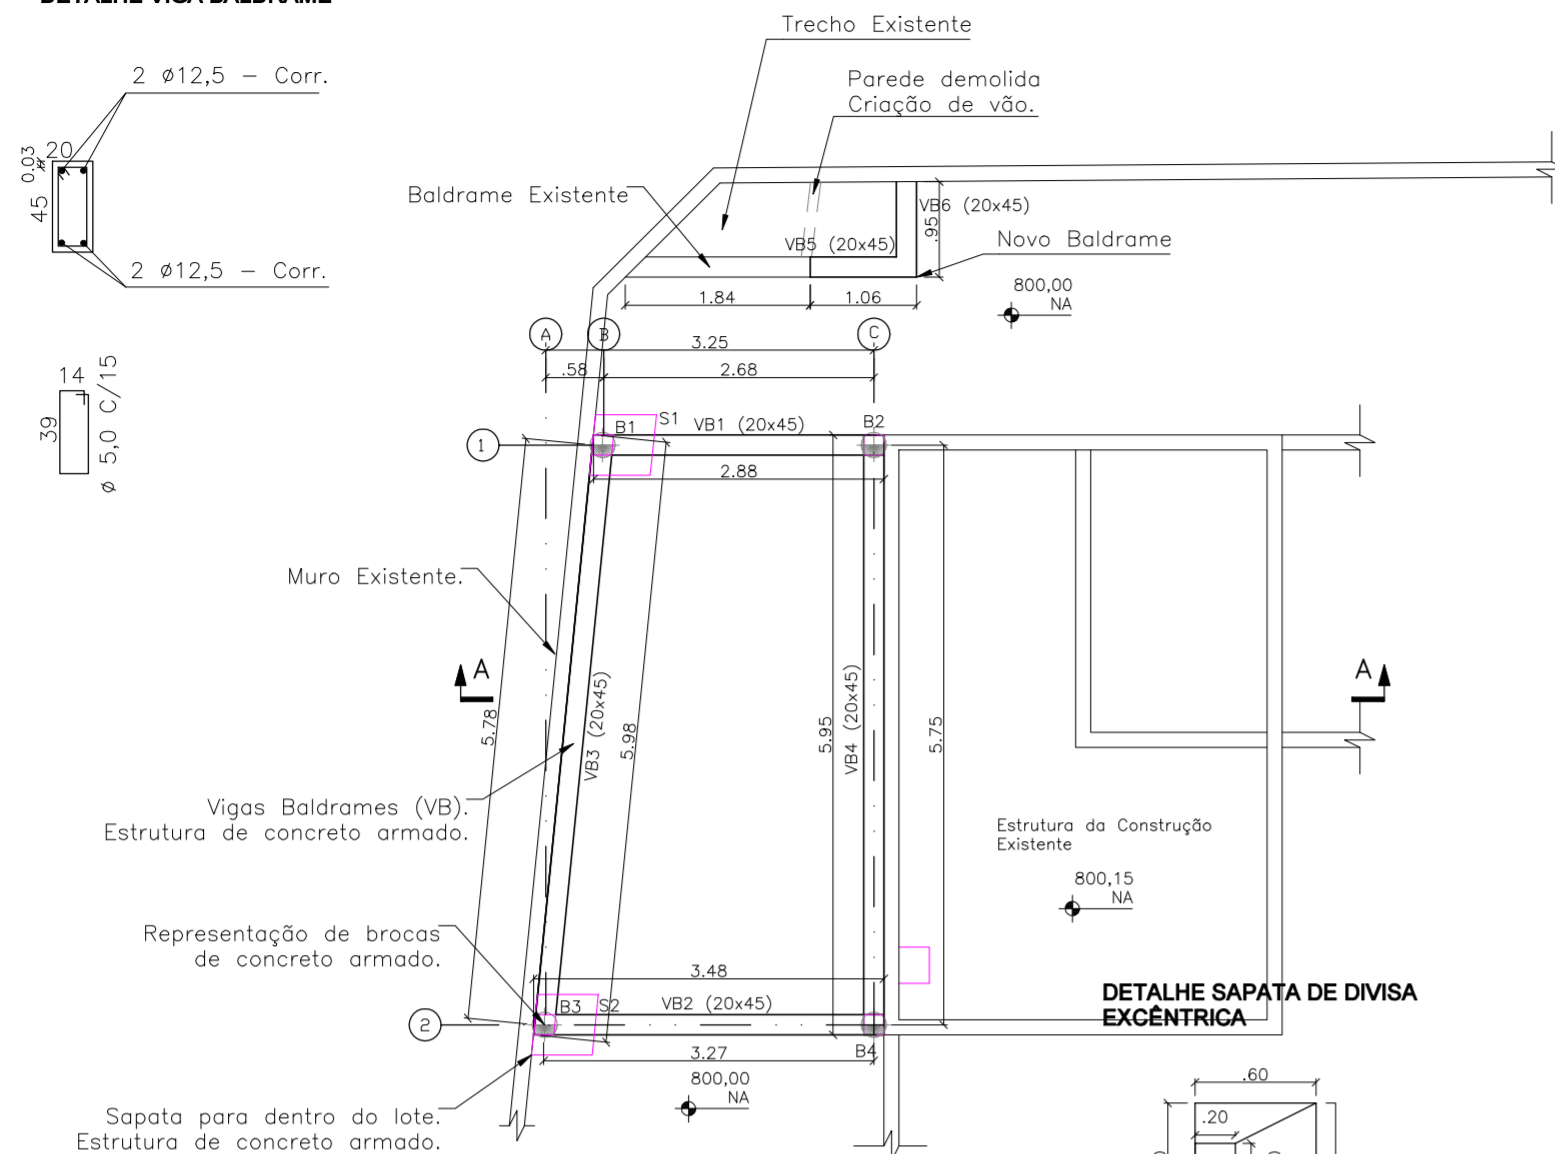 DETALHE VIGA BALDRAME
Trecho Existente
2 ø12,5 - Corr.
Parede demolida
Criação de vão.
20
0.03
45
Baldrame Existente
VB6 (20x45)
.95
VB5 (20x45)
Novo Baldrame
2 ø12,5 - Corr.
800,00
NA
1.84
1.06
A
B
C
3.25
.58
2.68
14
39
ø 5,0 C/15
S1
B1
VB1 (20x45)
B2
1
2.88
Muro Existente.
A
A
5.78
VB3 (20x45)
5.98
5.95
VB4 (20x45)
5.75
Vigas Baldrames (VB).
Estrutura de concreto armado.
Estrutura da Construção
Existente
800,15
NA
Representação de brocas
de concreto armado.
3.48
B3
S2
VB2 (20x45)
DETALHE SAPATA DE DIVISA
EXCÊNTRICA
2
3.27
B4
800,00
NA
.60
.20
Sapata para dentro do lote.
Estrutura de concreto armado.